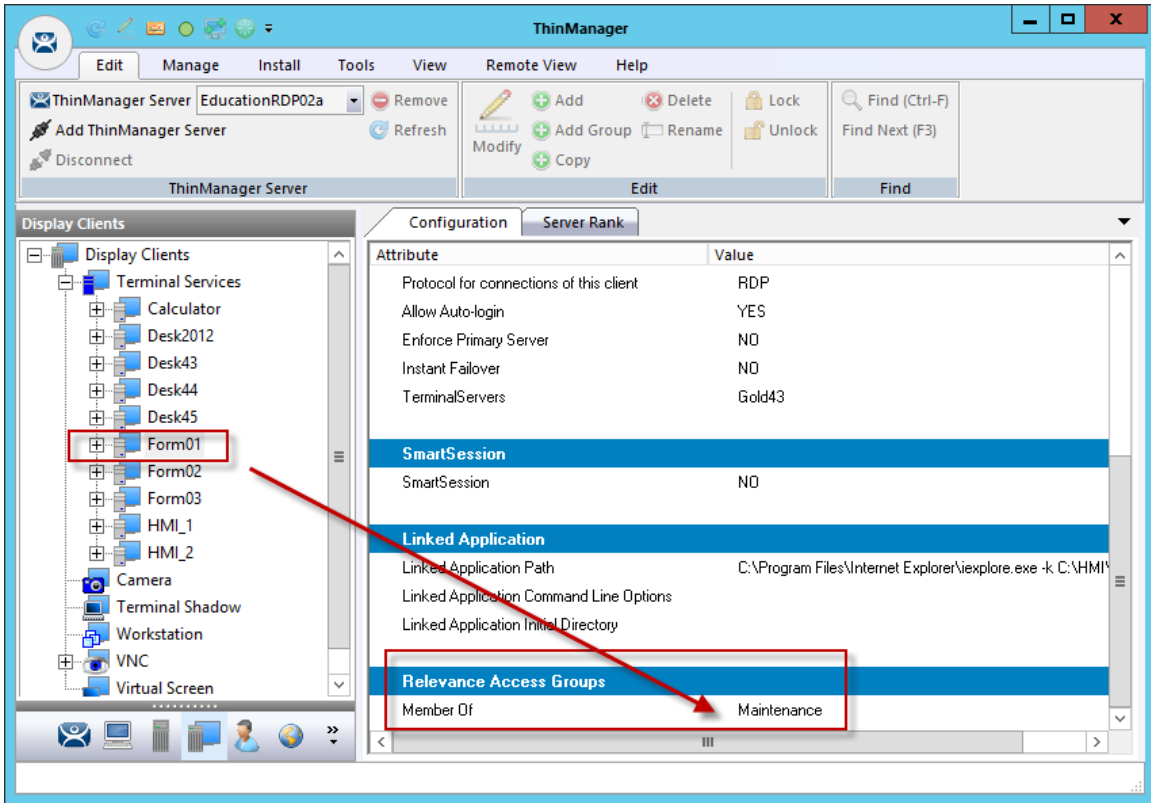 ThinManager
Edit Manage Install Tools View Remote View Help
ThinManager Server EducationRDP02a Remove Add Delete Lock Find (Ctrl-F)
Add ThinManager Server Refresh Modify Add Group Rename Unlock Find Next (F3)
Disconnect Copy
ThinManager Server Edit Find
Display Clients
Display Clients
Terminal Services
Calculator
Desk2012
Desk43
Desk44
Desk45
Form01
Form02
Form03
HMI_1
HMI_2
Camera
Terminal Shadow
Workstation
VNC
Virtual Screen
Configuration Server Rank
Attribute Value
Protocol for connections of this client RDP
Allow Auto-login YES
Enforce Primary Server NO
Instant Failover NO
TerminalServers Gold43
SmartSession
SmartSession NO
Linked Application
Linked Application Path C:\Program Files\Internet Explorer\iexplore.exe -k C:\HMI\
Linked Application Command Line Options
Linked Application Initial Directory
Relevance Access Groups
Member Of Maintenance